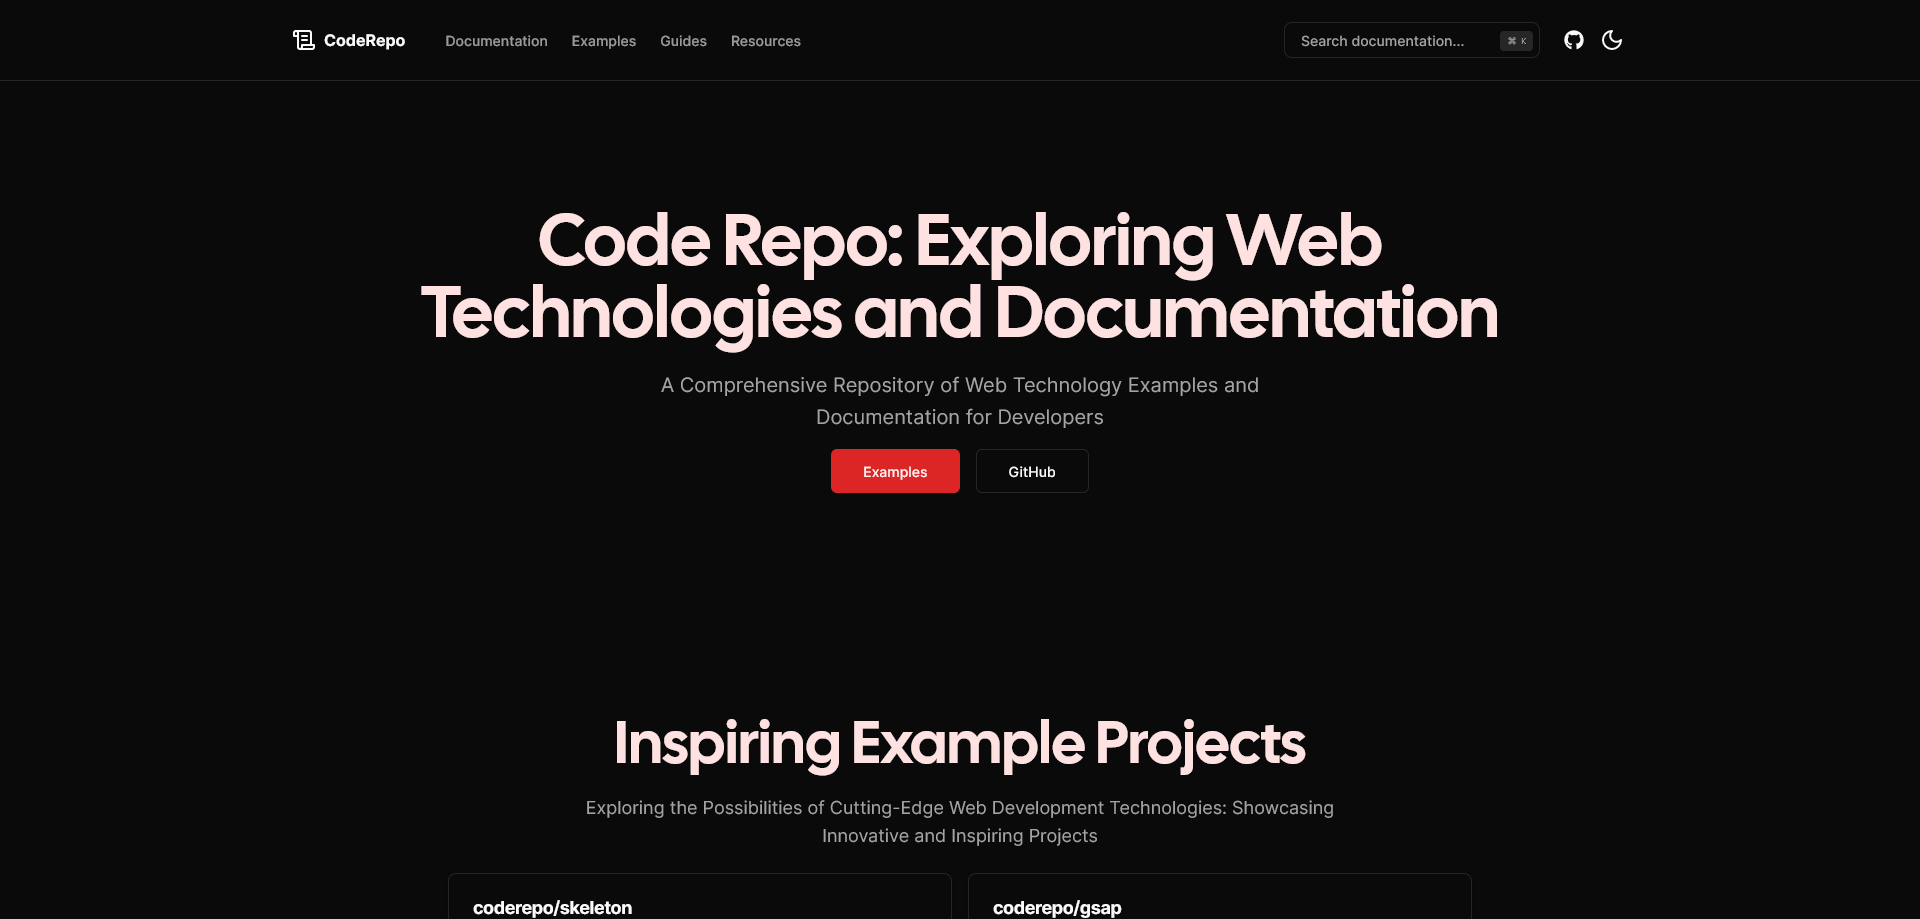 CodeRepo
Documentation
Examples
Guides
Resources
Search documentation...
⌘ K
Code Repo: Exploring Web
Technologies and Documentation
A Comprehensive Repository of Web Technology Examples and
Documentation for Developers
Examples
GitHub
Inspiring Example Projects
Exploring the Possibilities of Cutting-Edge Web Development Technologies: Showcasing
Innovative and Inspiring Projects
coderepo/skeleton
coderepo/gsap